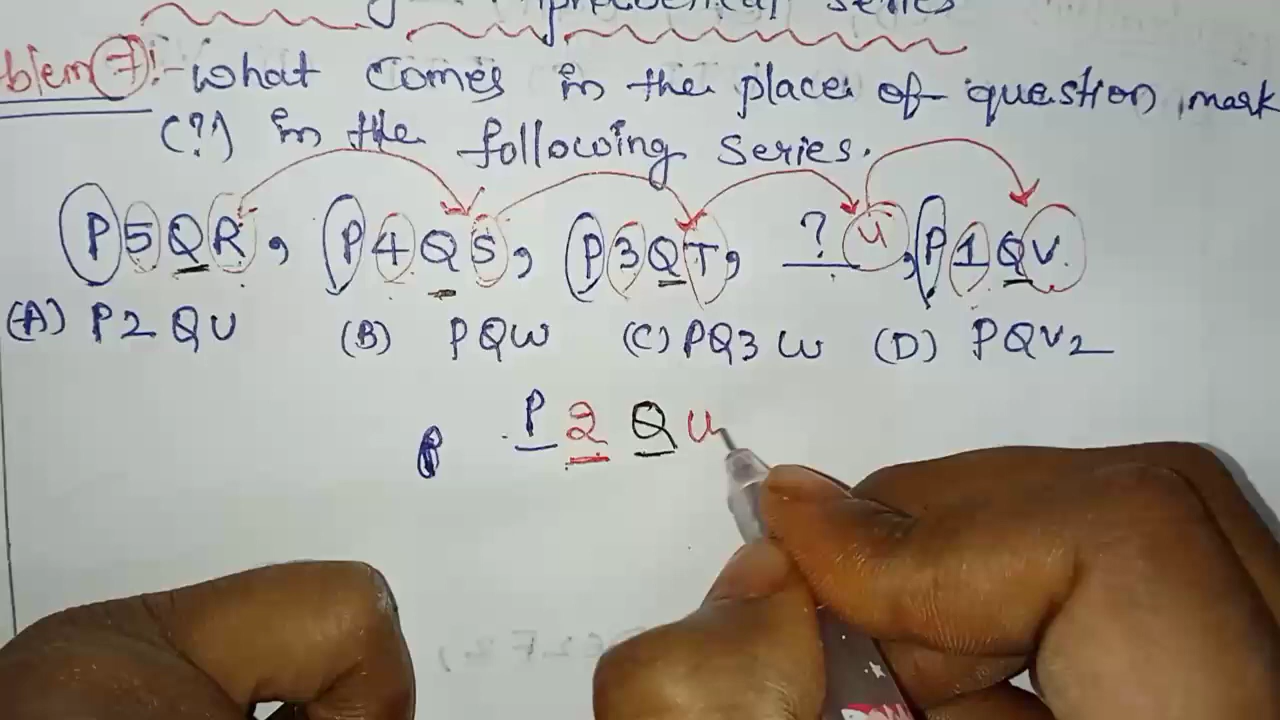 series
7:- what comes in the place of question mark
(?) in the following series.
P5QR, P4QS, P3QT, ? u, P1QV.
(A) P2QU (B) PQW (C) PQ3W (D) PQV2
P P 2 Q u